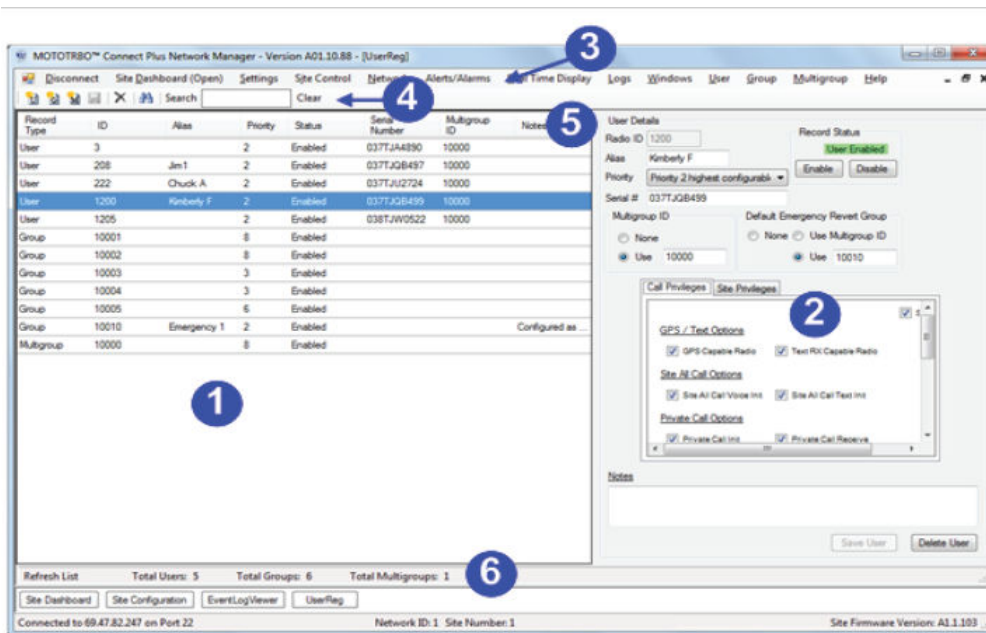 MOTOTRBO™ Connect Plus Network Manager - Version A01.10.88 - [UserReg]
3
Disconnect Site Dashboard (Open) Settings Site Control Alerts/Alarms Time Display Logs Windows User Group Multigroup Help
Search Clear
4
Record Type ID Alias Priority Status Serial Number Multigroup ID Notes
5
User 3 2 Enabled 037TJA4890 10000
User 208 Jim1 2 Enabled 037TJQB497 10000
User 222 Chuck A 2 Enabled 037TJU2724 10000
User 1200 Kimberly F 2 Enabled 037TJQB499 10000
User 1205 2 Enabled 038TJW0522 10000
Group 10001 8 Enabled
Group 10002 8 Enabled
Group 10003 3 Enabled
Group 10004 3 Enabled
Group 10005 6 Enabled
Group 10010 Emergency 1 2 Enabled Configured as ...
Multigroup 10000 8 Enabled
1
User Details
Radio ID 1200
Alias Kimberly F
Priority Priority 2 highest configurabl
Serial # 037TJQB499
Record Status
User Enabled
Enable Disable
Multigroup ID
None
Use 10000
Default Emergency Revert Group
None Use Multigroup ID
Use 10010
Call Privileges Site Privileges
2
GPS / Text Options
GPS Capable Radio Text RX Capable Radio
Site All Call Options
Site All Call Voice Init Site All Call Text Init
Private Call Options
Private Call Init Private Call Receive
Notes
Save User Delete User
Refresh List Total Users: 5 Total Groups: 6 Total Multigroups: 1
6
Site Dashboard Site Configuration EventLogViewer UserReg
Connected to 69.47.82.247 on Port 22 Network ID: 1 Site Number: 1 Site Firmware Version: A1.1.103